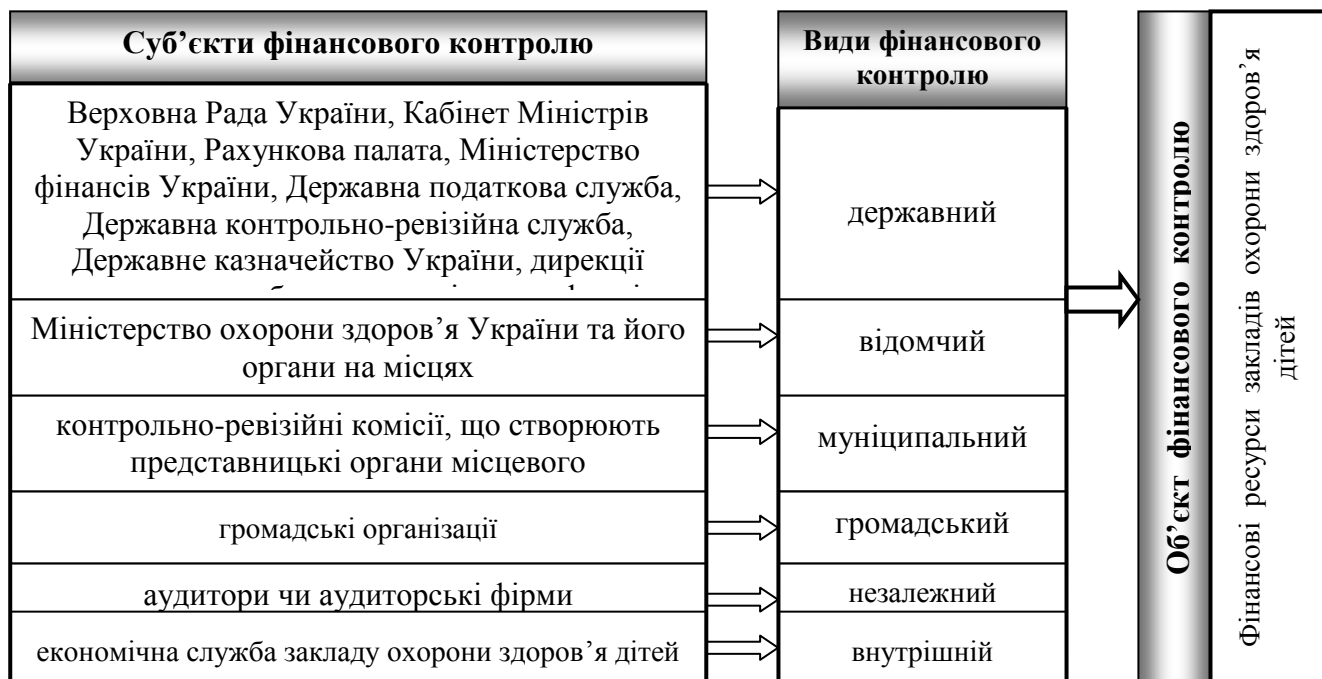 Суб’єкти фінансового контролю
Верховна Рада України, Кабінет Міністрів
України, Рахункова палата, Міністерство
фінансів України, Державна податкова служба,
Державна контрольно-ревізійна служба,
Державне казначейство України, дирекції
Міністерство охорони здоров’я України та його
органи на місцях
контрольно-ревізійні комісії, що створюють
представницькі органи місцевого
громадські організації
аудитори чи аудиторські фірми
економічна служба закладу охорони здоров’я дітей
Види фінансового
контролю
державний
відомчий
муніципальний
громадський
незалежний
внутрішній
Об’єкт фінансового контролю
Фінансові ресурси закладів охорони здоров’я
дітей